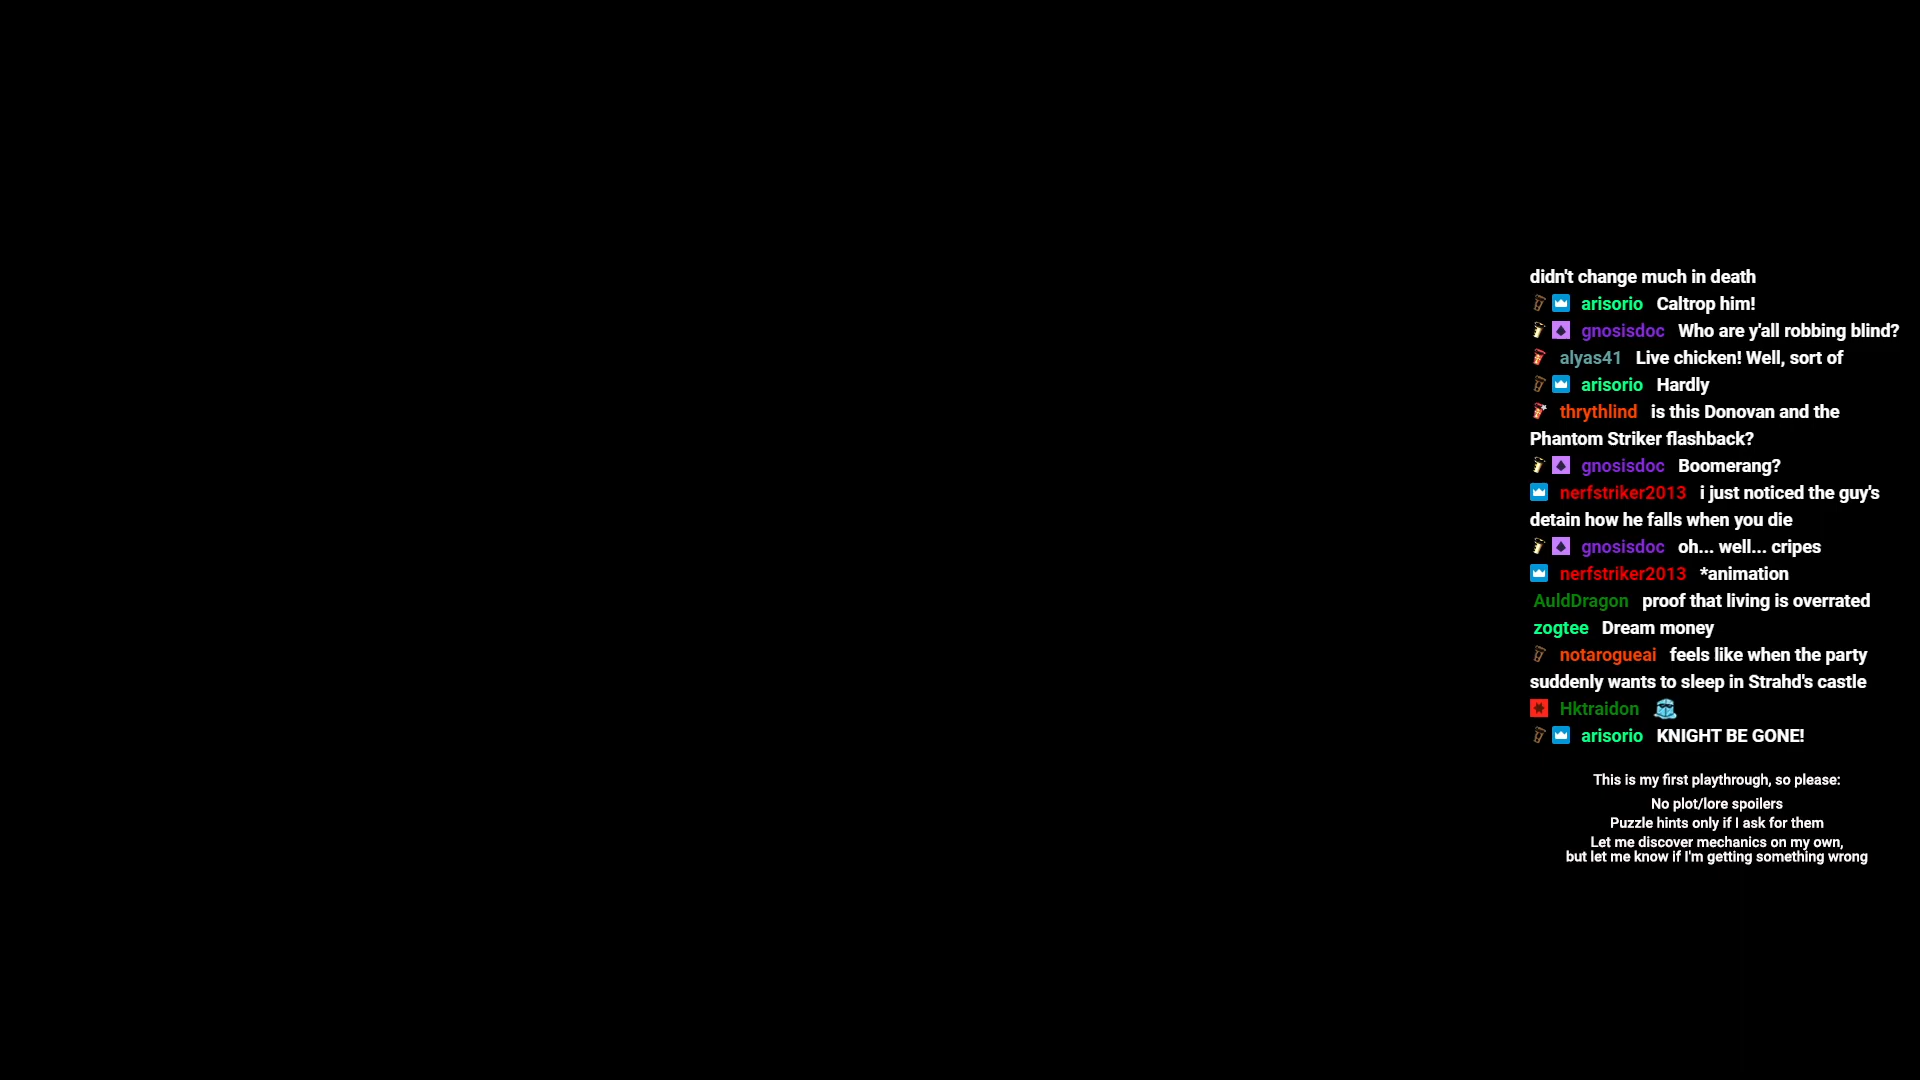 didn't change much in death
arisorio Caltrop him!
gnosisdoc Who are y'all robbing blind?
alyas41 Live chicken! Well, sort of
arisorio Hardly
thrythlind is this Donovan and the
Phantom Striker flashback?
gnosisdoc Boomerang?
nerfstriker2013 i just noticed the guy's
detain how he falls when you die
gnosisdoc oh... well... cripes
nerfstriker2013 *animation
AuldDragon proof that living is overrated
zogtee Dream money
notarogueai feels like when the party
suddenly wants to sleep in Strahd's castle
Hktraidon
arisorio KNIGHT BE GONE!
This is my first playthrough, so please:
No plot/lore spoilers
Puzzle hints only if I ask for them
Let me discover mechanics on my own,
but let me know if I'm getting something wrong